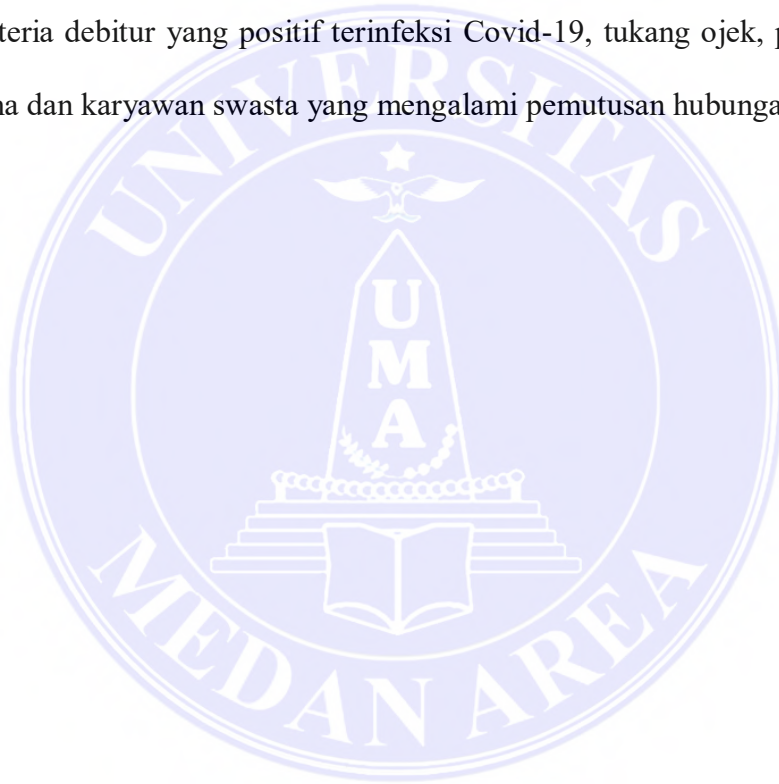 teria debitur yang positif terinfeksi Covid-19, tukang ojek, p
na dan karyawan swasta yang mengalami pemutusan hubunga
UNIVERSITAS
U
M
A
MEDAN AREA